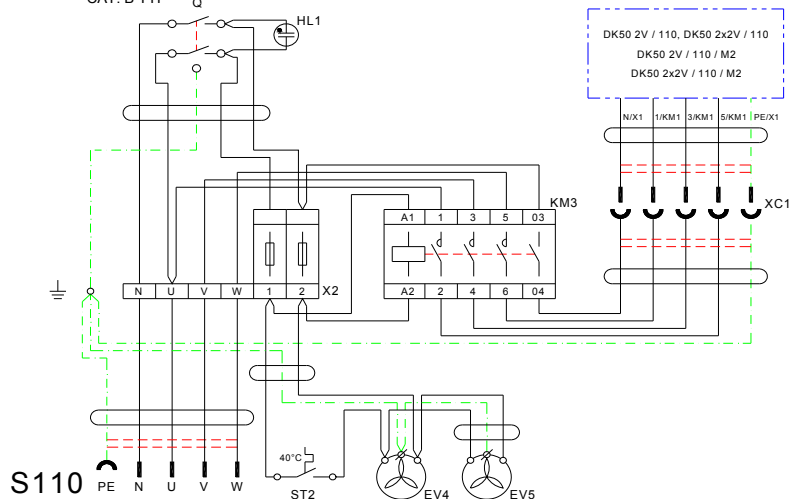 Q
HL1
DK50 2V / 110, DK50 2x2V / 110
DK50 2V / 110 / M2
DK50 2x2V / 110 / M2
N/X1 1/KM1 3/KM1 5/KM1 PE/X1
XC1
KM3
A1 1 3 5 03
A2 2 4 6 04
N U V W 1 2 X2
40°C
ST2
EV4
EV5
S110
PE N U V W